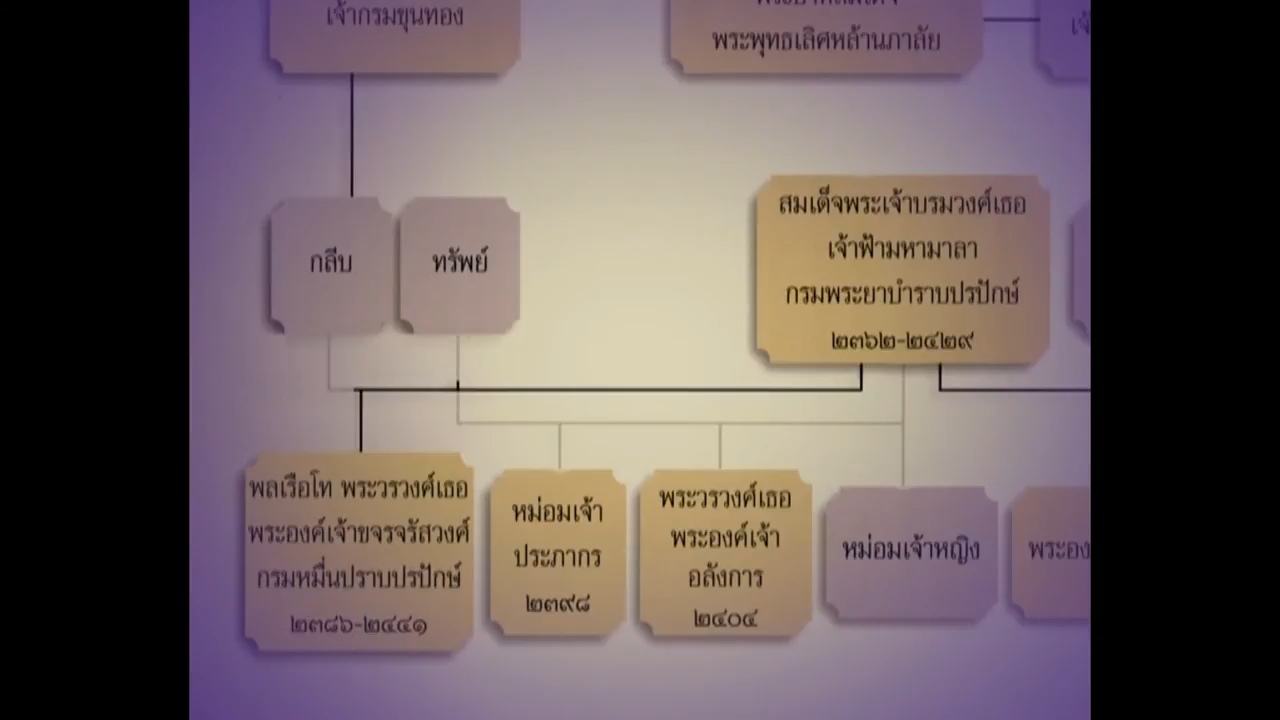 เจ้ากรมขุนทอง
พระพุทธเลิศหล้านภาลัย
กลีบ
ทรัพย์
สมเด็จพระเจ้าบรมวงศ์เธอ
เจ้าฟ้ามหามาลา
กรมพระยาบำราบปรปักษ์
๒๓๖๒-๒๔๒๙
พลเรือโท พระวรวงศ์เธอ
พระองค์เจ้าขจรจรัสวงศ์
กรมหมื่นปราบปรปักษ์
๒๓๘๖-๒๔๔๑
หม่อมเจ้า
ประภากร
๒๓๙๘
พระวรวงศ์เธอ
พระองค์เจ้า
อลังการ
๒๔๐๔
หม่อมเจ้าหญิง